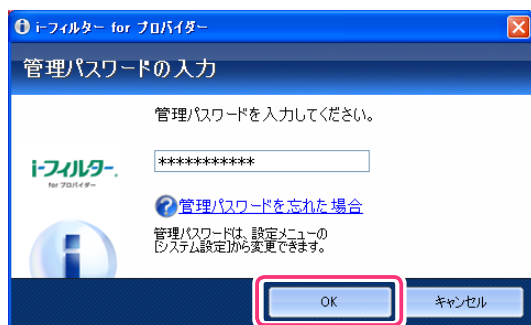 i-フィルター for プロバイダー
管理パスワードの入力
管理パスワードを入力してください。
i-フィルター.
for プロバイダー
***********
管理パスワードを忘れた場合
管理パスワードは、設定メニューの
[システム設定]から変更できます。
OK
キャンセル